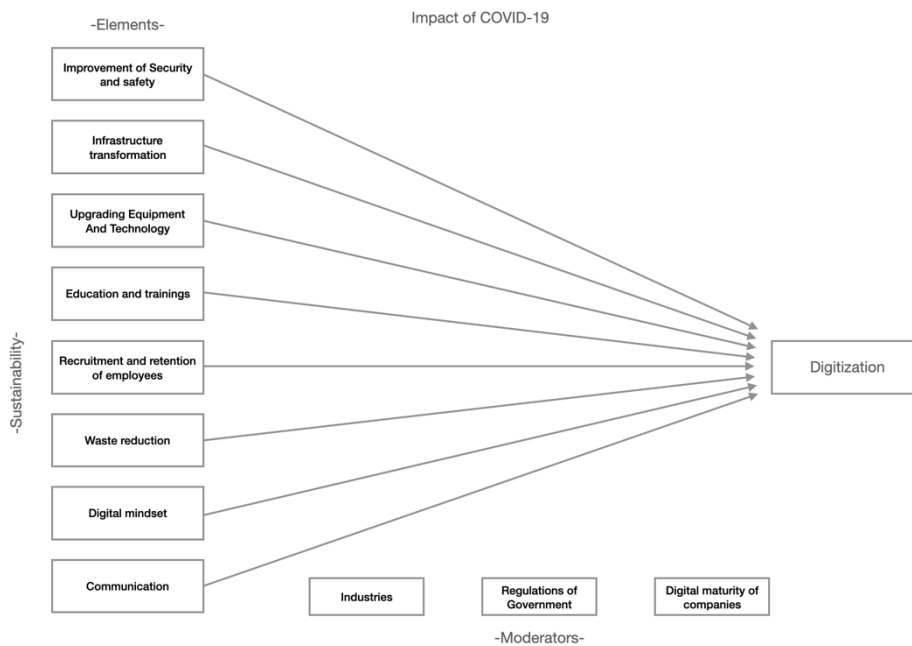 Impact of COVID-19
-Elements-
Improvement of Security
and safety
Infrastructure
transformation
Upgrading Equipment
And Technology
Education and trainings
Recruitment and retention
of employees
Waste reduction
Digital mindset
Communication
-Sustainability-
Digitization
Industries
Regulations of
Government
Digital maturity of
companies
-Moderators-